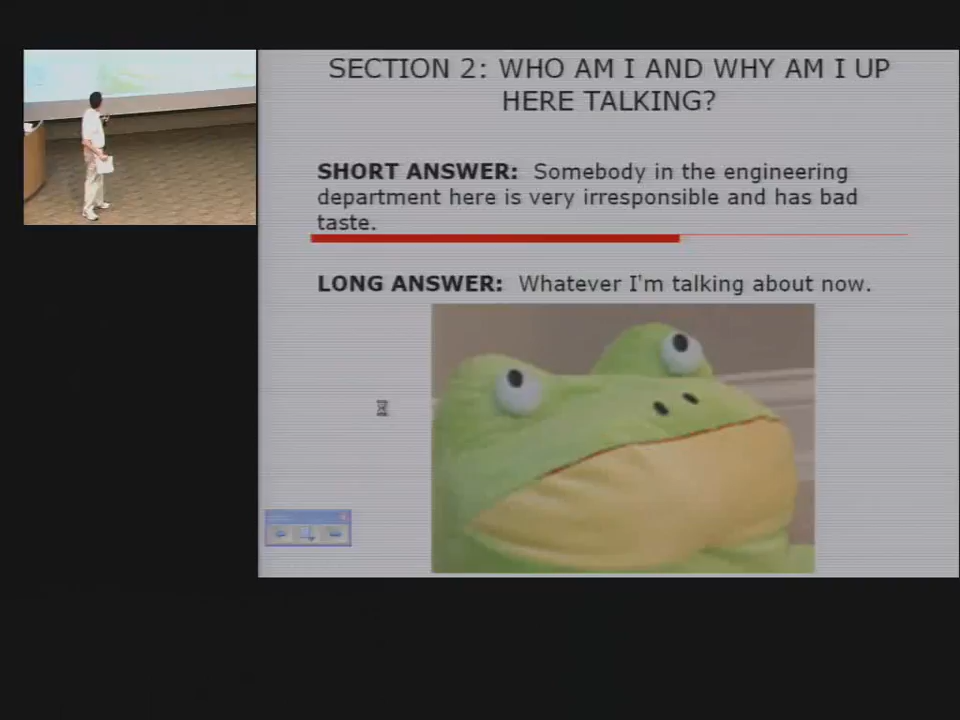 SECTION 2: WHO AM I AND WHY AM I UP
HERE TALKING?
SHORT ANSWER: Somebody in the engineering
department here is very irresponsible and has bad
taste.
LONG ANSWER: Whatever I'm talking about now.